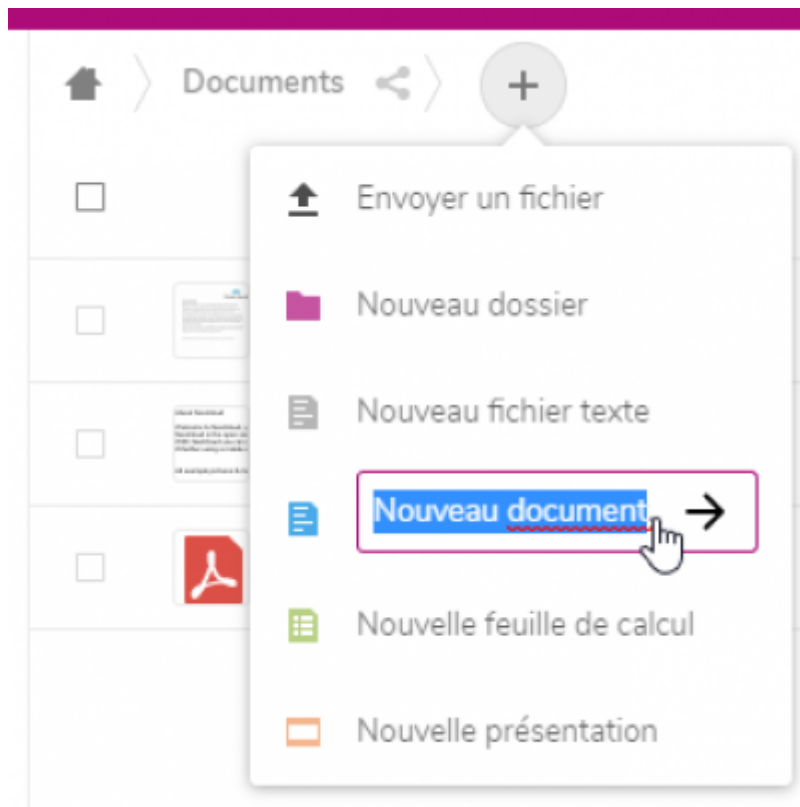 Documents
Envoyer un fichier
Nouveau dossier
Nouveau fichier texte
Nouveau document
Nouvelle feuille de calcul
Nouvelle présentation